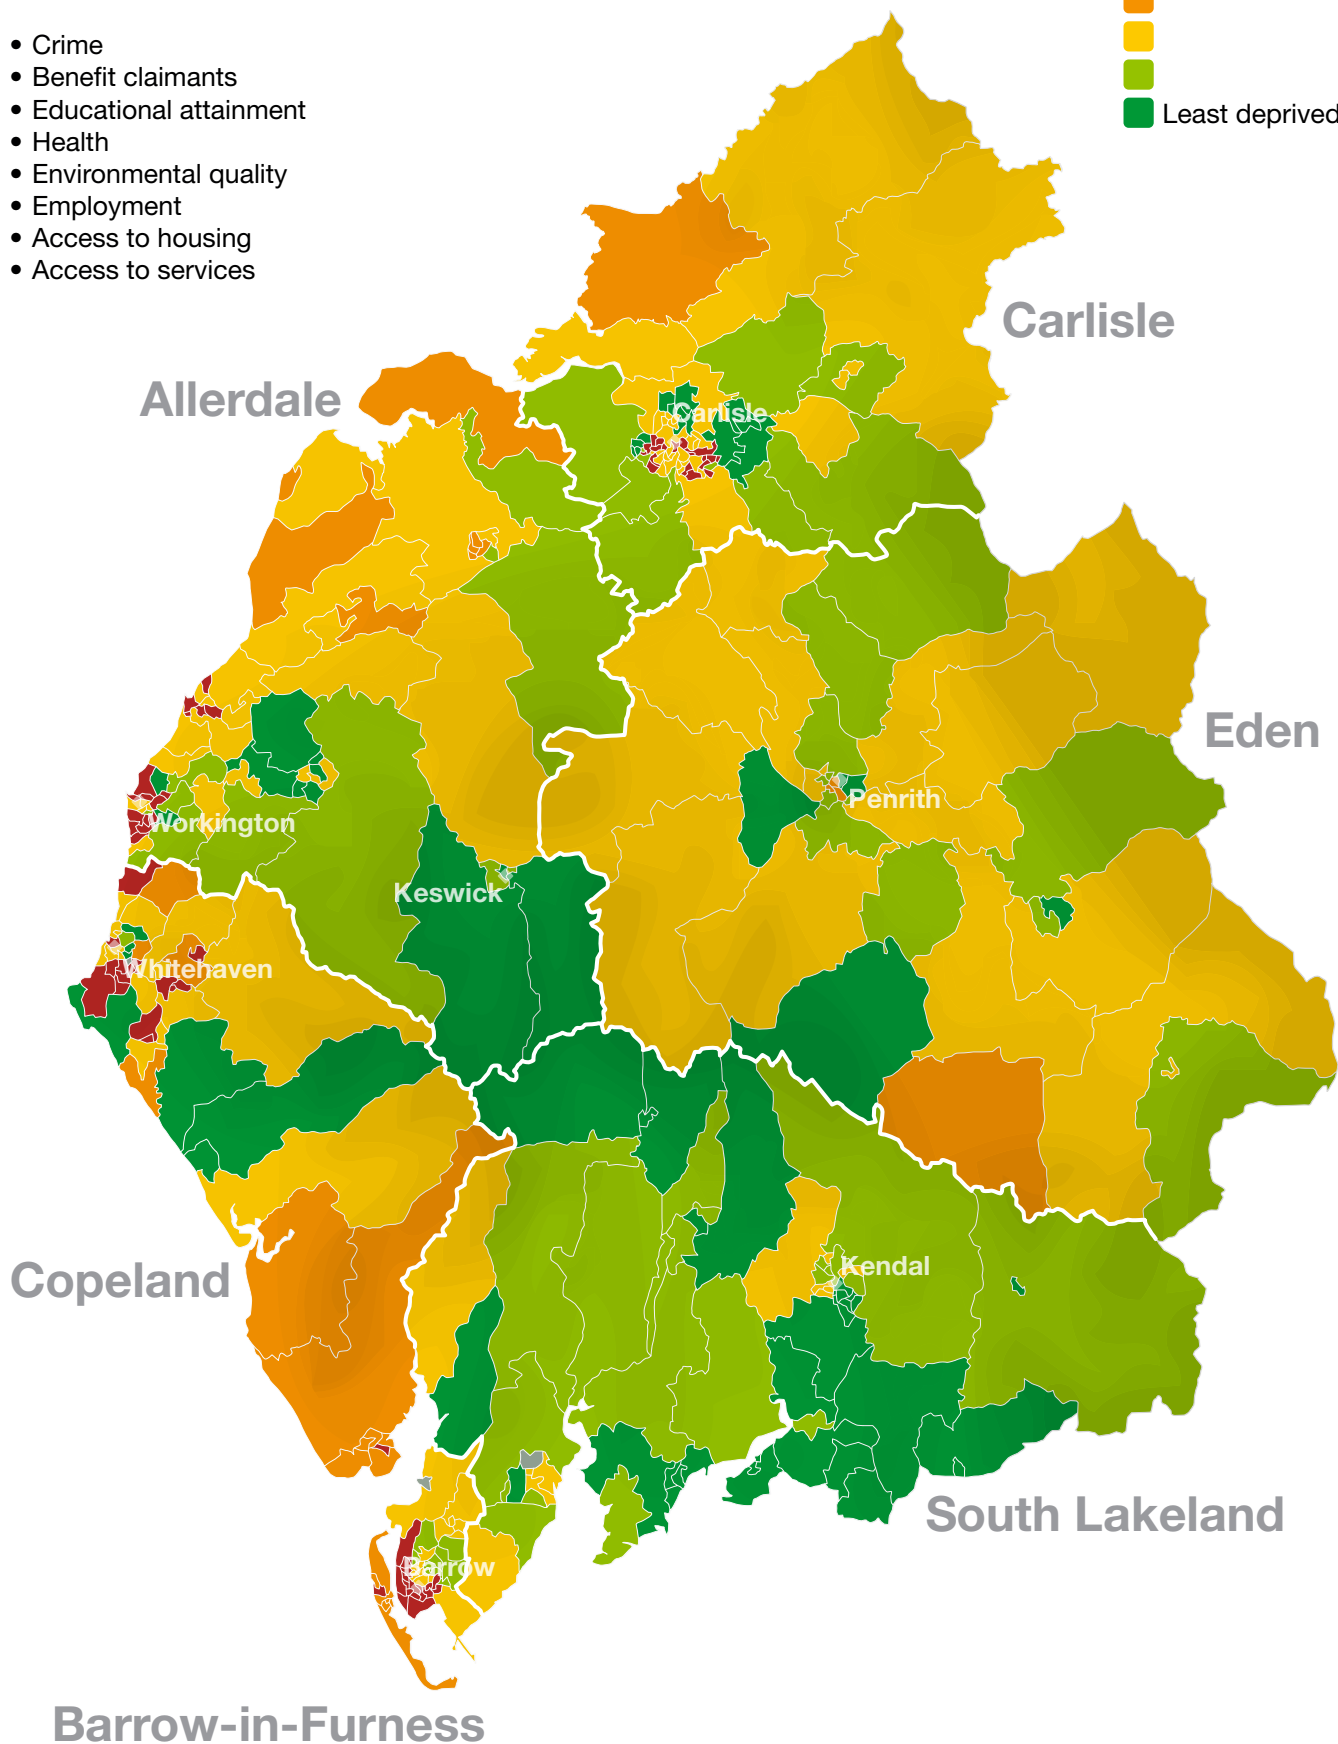 • Crime
• Benefit claimants
• Educational attainment
• Health
• Environmental quality
• Employment
• Access to housing
• Access to services
Least deprived
Carlisle
Allerdale
Carlisle
Eden
Penrith
Workington
Keswick
Whitehaven
Kendal
Copeland
South Lakeland
Barrow
Barrow-in-Furness